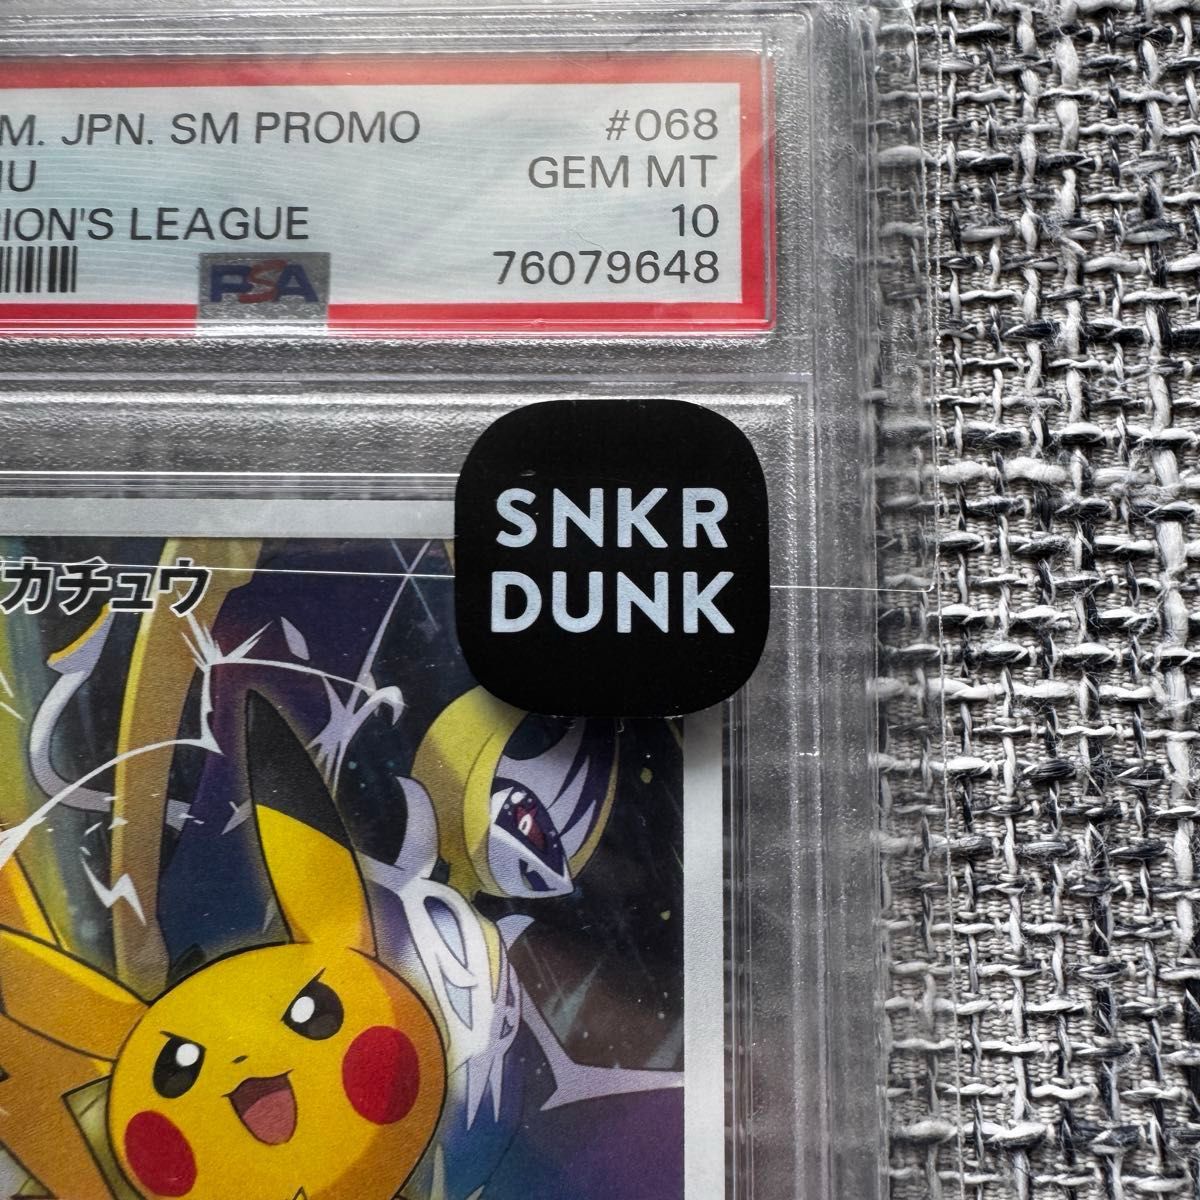 M. JPN. SM PROMO #068
IU GEM MT
ION'S LEAGUE 10
PSA 76079648
SNKR
DUNK
カチュウ